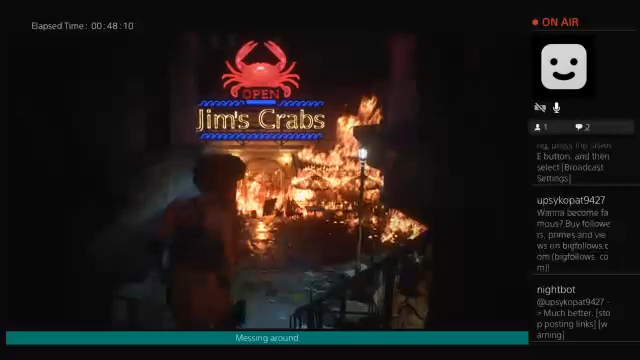 Elapsed Time: 00:48:10
ON AIR
OPEN
Jim's Crabs
1
2
E button, and then
select [Broadcast
Settings]
upsykopat9427
Wanna become fa
mous? Buy followe
rs, primes and vie
ws on bigfollows.c
om (bigfollows. co
m)!
nightbot
@upsykopat9427 -
> Much better. [sto
p posting links] [w
arning]
Messing around